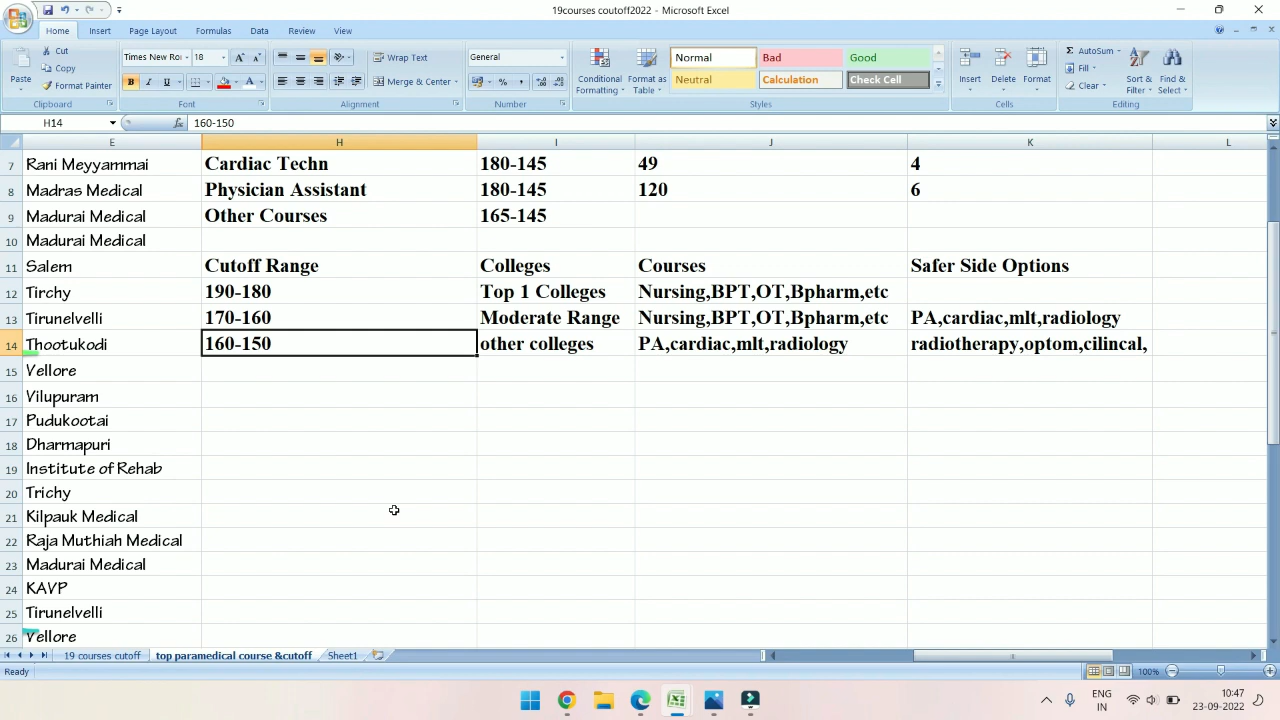 19courses coutoff2022 - Microsoft Excel
Home Insert Page Layout Formulas Data Review View
Cut
Copy
Format Painter
Paste
Clipboard
Times New Ro 18
B I U
Font
Wrap Text
Merge & Center
Alignment
General
Number
Conditional Formatting
Format as Table
Normal Bad Good
Neutral Calculation Check Cell
Styles
Insert Delete Format
Cells
AutoSum
Fill
Clear
Sort & Filter
Find & Select
Editing
H14 fx 160-150
E H I J K L
7 Rani Meyyammai Cardiac Techn 180-145 49 4
8 Madras Medical Physician Assistant 180-145 120 6
9 Madurai Medical Other Courses 165-145
10 Madurai Medical
11 Salem Cutoff Range Colleges Courses Safer Side Options
12 Tirchy 190-180 Top 1 Colleges Nursing,BPT,OT,Bpharm,etc
13 Tirunelvelli 170-160 Moderate Range Nursing,BPT,OT,Bpharm,etc PA,cardiac,mlt,radiology
14 Thootukodi 160-150 other colleges PA,cardiac,mlt,radiology radiotherapy,optom,cilincal,
15 Vellore
16 Vilupuram
17 Pudukootai
18 Dharmapuri
19 Institute of Rehab
20 Trichy
21 Kilpauk Medical
22 Raja Muthiah Medical
23 Madurai Medical
24 KAVP
25 Tirunelvelli
26 Vellore
19 courses cutoff top paramedical course &cutoff Sheet1
Ready 100%
ENG
IN
10:47
23-09-2022